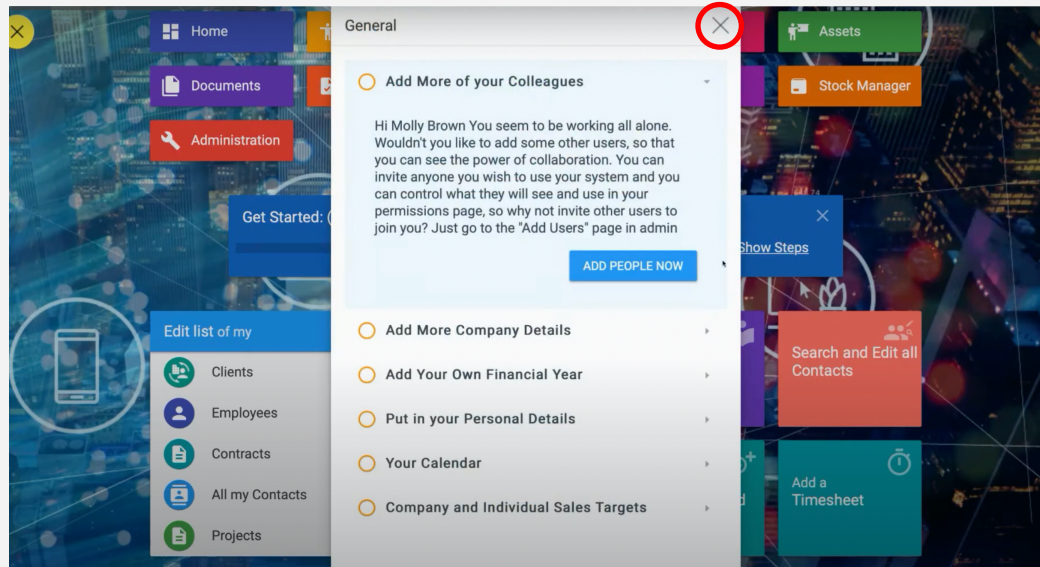 Home
General
Assets
Documents
Add More of your Colleagues
Stock Manager
Administration
Hi Molly Brown You seem to be working all alone.
Wouldn't you like to add some other users, so that
you can see the power of collaboration. You can
invite anyone you wish to use your system and you
can control what they will see and use in your
permissions page, so why not invite other users to
join you? Just go to the "Add Users" page in admin
Get Started: (
Show Steps
ADD PEOPLE NOW
Edit list of my
Clients
Employees
Contracts
All my Contacts
Projects
Add More Company Details
Add Your Own Financial Year
Put in your Personal Details
Your Calendar
Company and Individual Sales Targets
Search and Edit all
Contacts
Add a
Timesheet